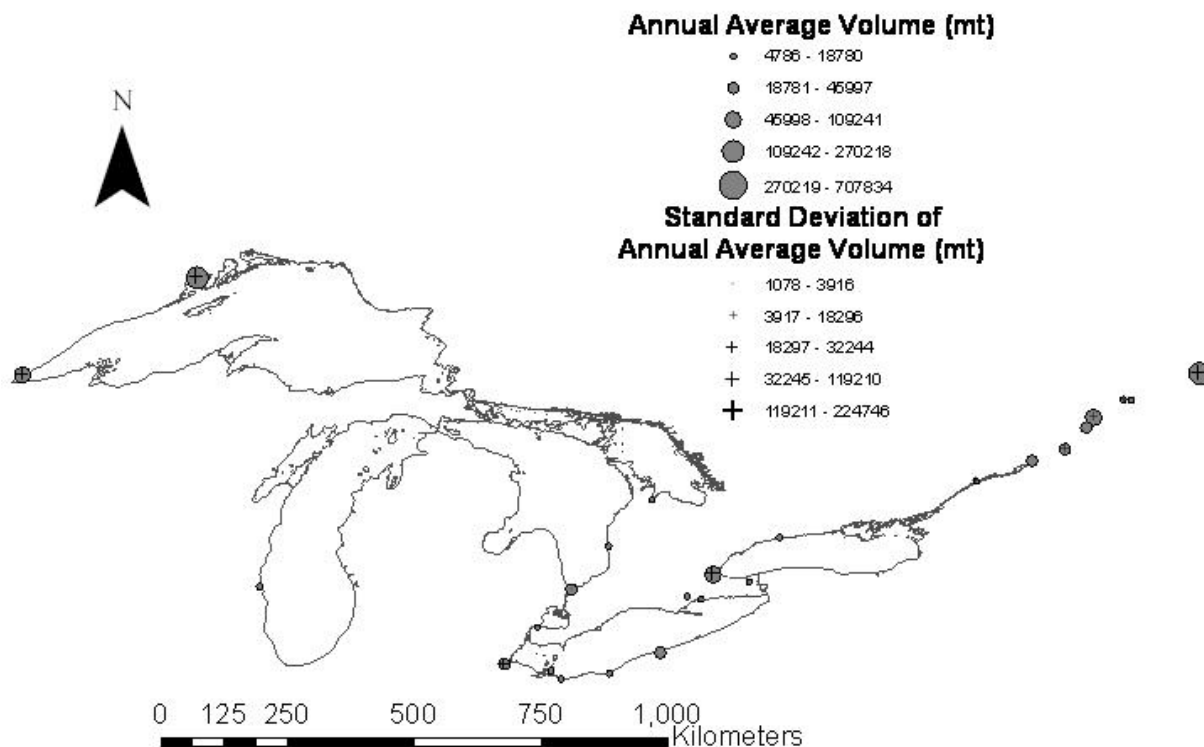 Annual Average Volume (mt)
4786 - 18780
18781 - 45997
45998 - 109241
109242 - 270218
270219 - 707834
Standard Deviation of
Annual Average Volume (mt)
1078 - 3916
3917 - 18296
18297 - 32244
32245 - 119210
119211 - 224746
N
0 125 250 500 750 1,000
Kilometers